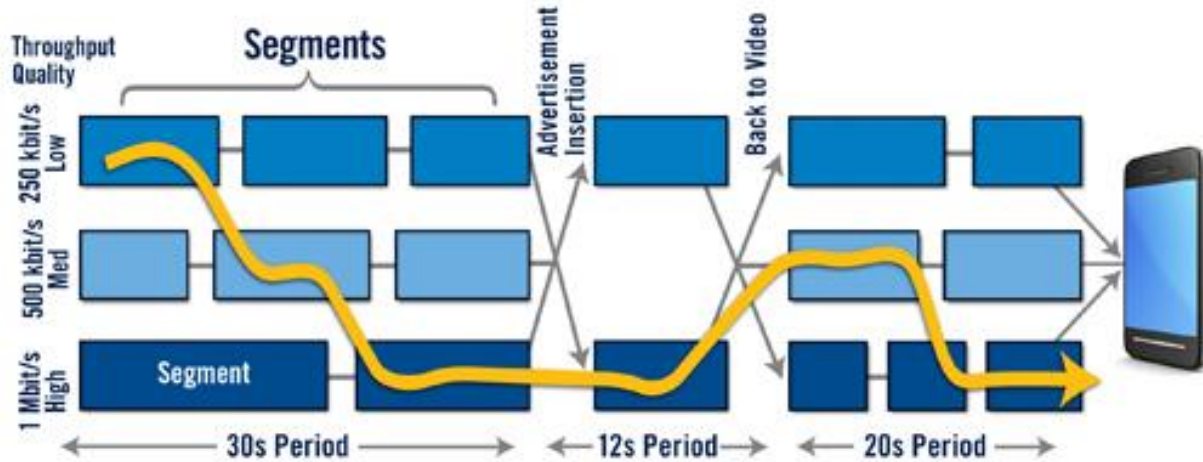 Throughput
Quality
Segments
250 kbit/s
Low
Advertisement
Insertion
Back to Video
500 kbit/s
Med
1 Mbit/s
High
Segment
30s Period
12s Period
20s Period